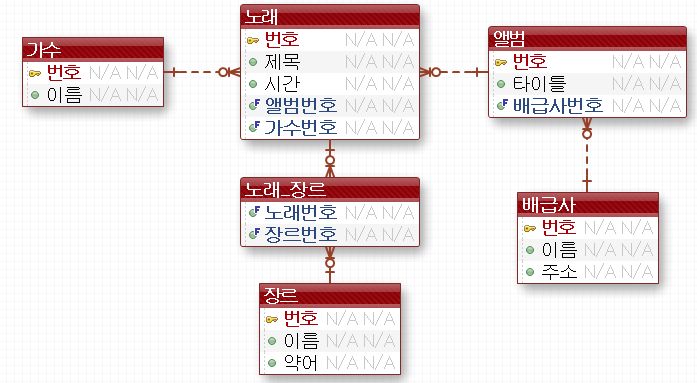 가수
번호 N/A N/A
이름 N/A N/A
노래
번호 N/A N/A
제목 N/A N/A
시간 N/A N/A
앨범번호 N/A N/A
가수번호 N/A N/A
앨범
번호 N/A N/A
타이틀 N/A N/A
배급사번호 N/A N/A
노래_장르
노래번호 N/A N/A
장르번호 N/A N/A
배급사
번호 N/A N/A
이름 N/A N/A
주소 N/A N/A
장르
번호 N/A N/A
이름 N/A N/A
약어 N/A N/A